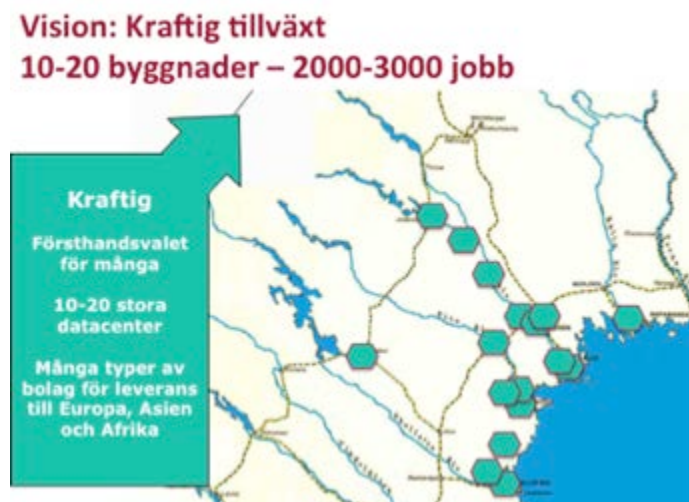 Vision: Kraftig tillväxt
10-20 byggnader – 2000-3000 jobb
Kraftig
Försthandsvalet
för många
10-20 stora
datacenter
Många typer av
bolag för leverans
till Europa, Asien
och Afrika